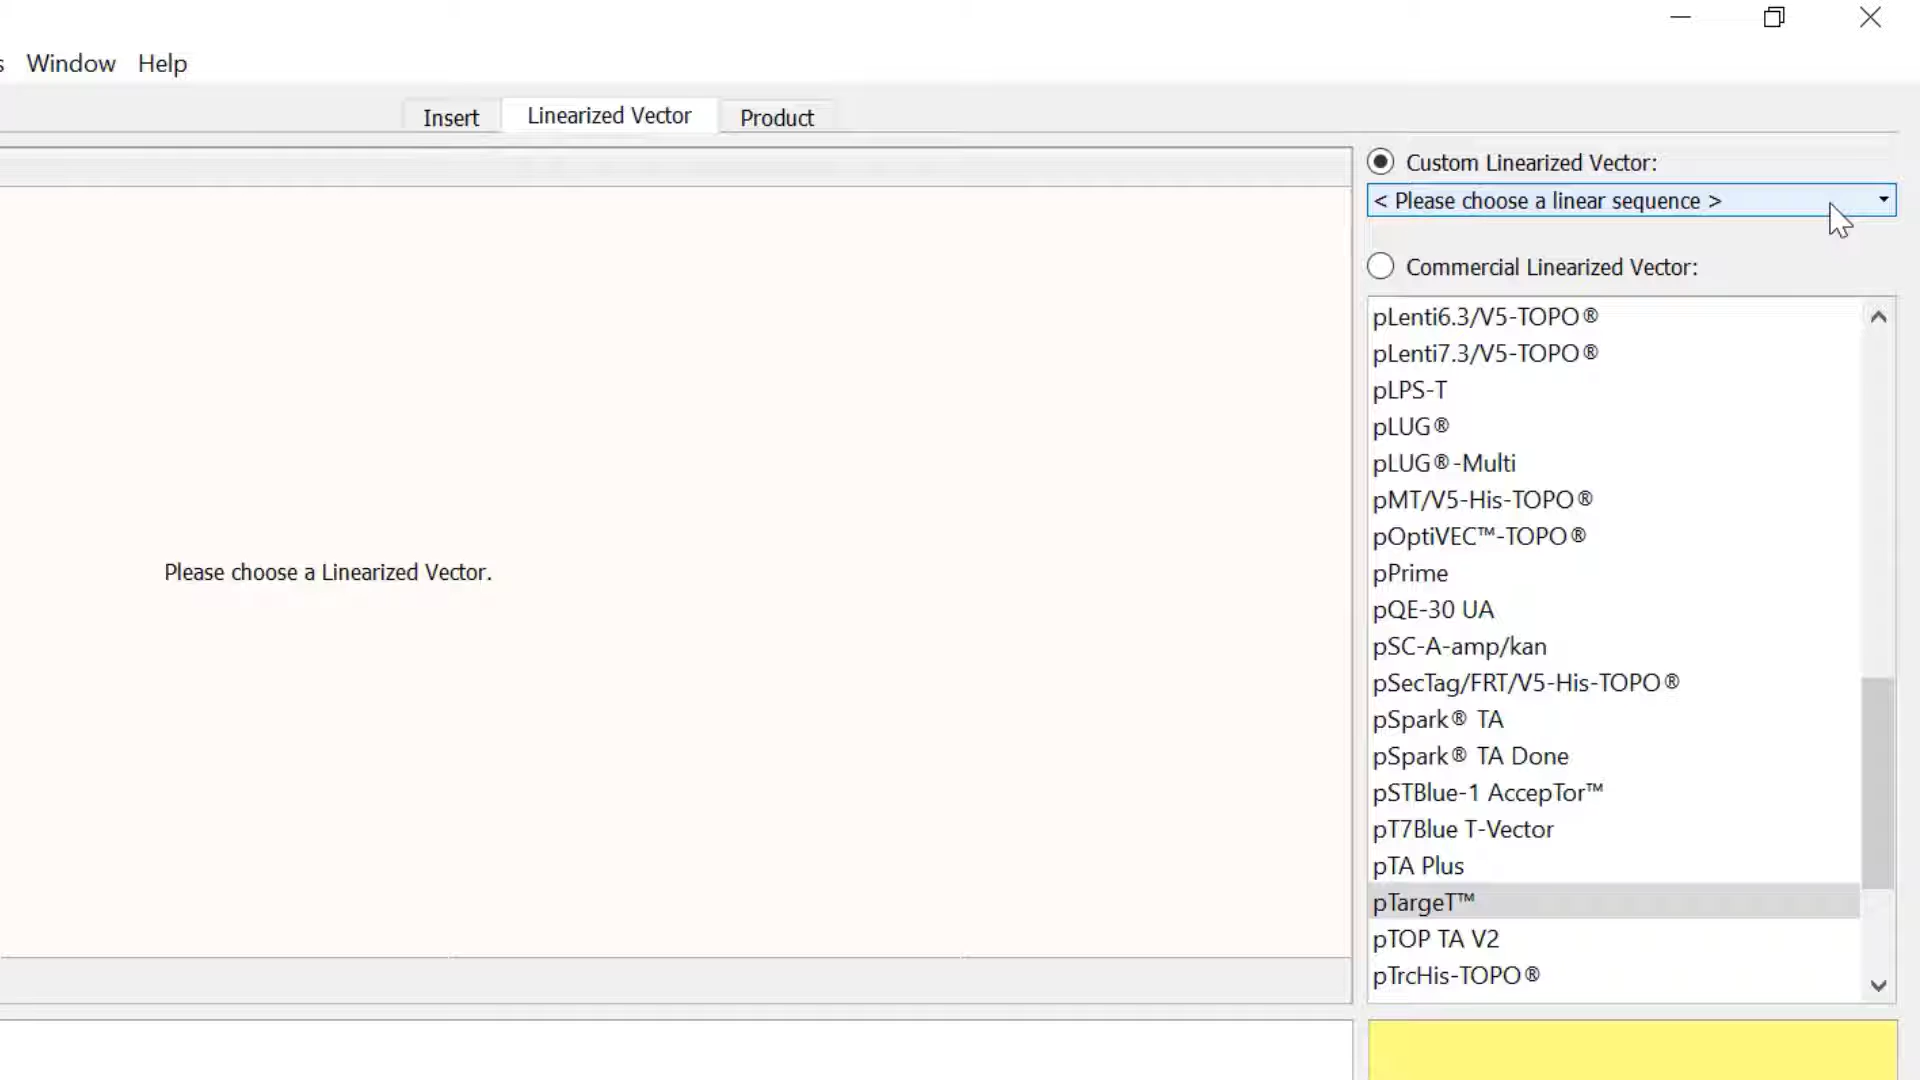 s Window Help
Insert Linearized Vector Product
Custom Linearized Vector:
< Please choose a linear sequence >
Commercial Linearized Vector:
pLenti6.3/V5-TOPO®
pLenti7.3/V5-TOPO®
pLPS-T
pLUG®
pLUG®-Multi
pMT/V5-His-TOPO®
pOptiVEC™-TOPO®
Please choose a Linearized Vector.
pPrime
pQE-30 UA
pSC-A-amp/kan
pSecTag/FRT/V5-His-TOPO®
pSpark® TA
pSpark® TA Done
pSTBlue-1 AccepTor™
pT7Blue T-Vector
pTA Plus
pTargeT™
pTOP TA V2
pTrcHis-TOPO®